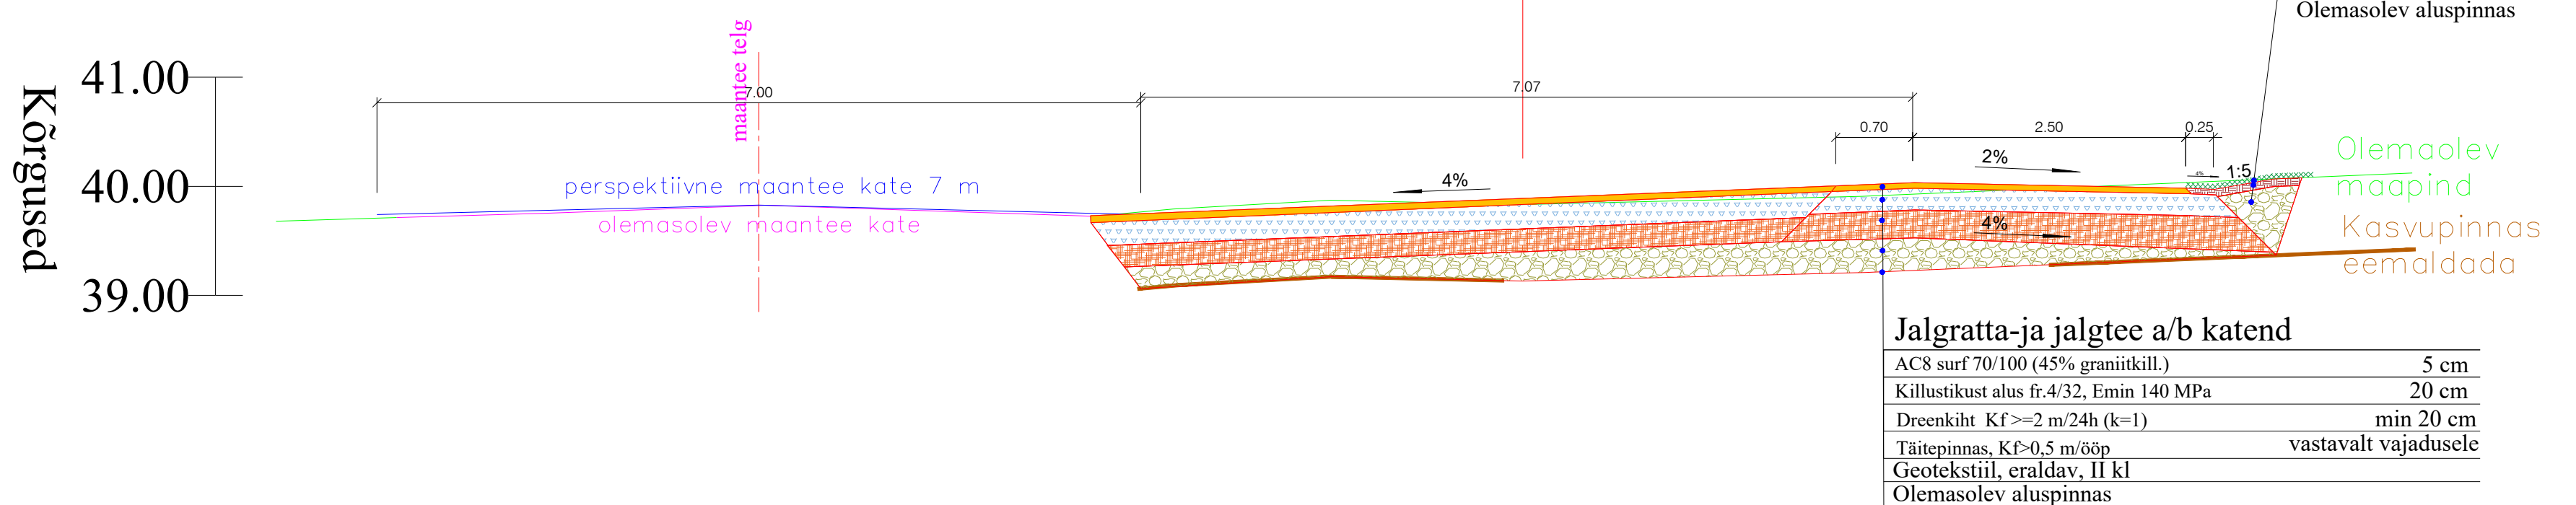 Olemasolev aluspinnas
Kõrgused
41.00
40.00
39.00
maantee telg
7.00
7.07
0.70
2.50
0.25
perspektiivne maantee kate 7 m
olemasolev maantee kate
4%
2%
4%
1:5
4%
Olemaolev
maapind
Kasvupinnas
eemaldada
Jalgratta-ja jalgtee a/b katend
AC8 surf 70/100 (45% graniitkill.) 5 cm
Killustikust alus fr.4/32, Emin 140 MPa 20 cm
Dreenkiht Kf >=2 m/24h (k=1) min 20 cm
Täitepinnas, Kf>0,5 m/ööp vastavalt vajadusele
Geotekstiil, eraldav, II kl
Olemasolev aluspinnas